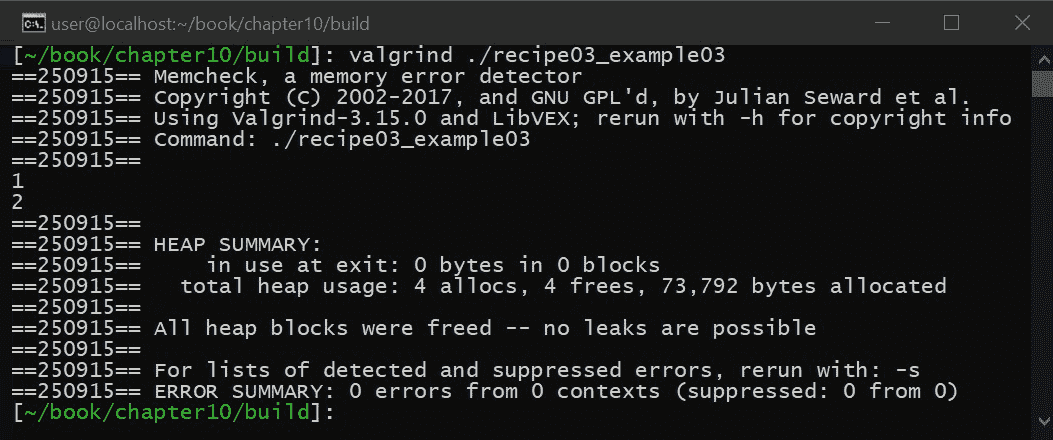 user@localhost:~/book/chapter10/build
[~/book/chapter10/build]: valgrind ./recipe03_example03
==250915== Memcheck, a memory error detector
==250915== Copyright (C) 2002-2017, and GNU GPL'd, by Julian Seward et al.
==250915== Using Valgrind-3.15.0 and LibVEX; rerun with -h for copyright info
==250915== Command: ./recipe03_example03
==250915==
1
2
==250915==
==250915== HEAP SUMMARY:
==250915==     in use at exit: 0 bytes in 0 blocks
==250915==   total heap usage: 4 allocs, 4 frees, 73,792 bytes allocated
==250915==
==250915== All heap blocks were freed -- no leaks are possible
==250915==
==250915== For lists of detected and suppressed errors, rerun with: -s
==250915== ERROR SUMMARY: 0 errors from 0 contexts (suppressed: 0 from 0)
[~/book/chapter10/build]: